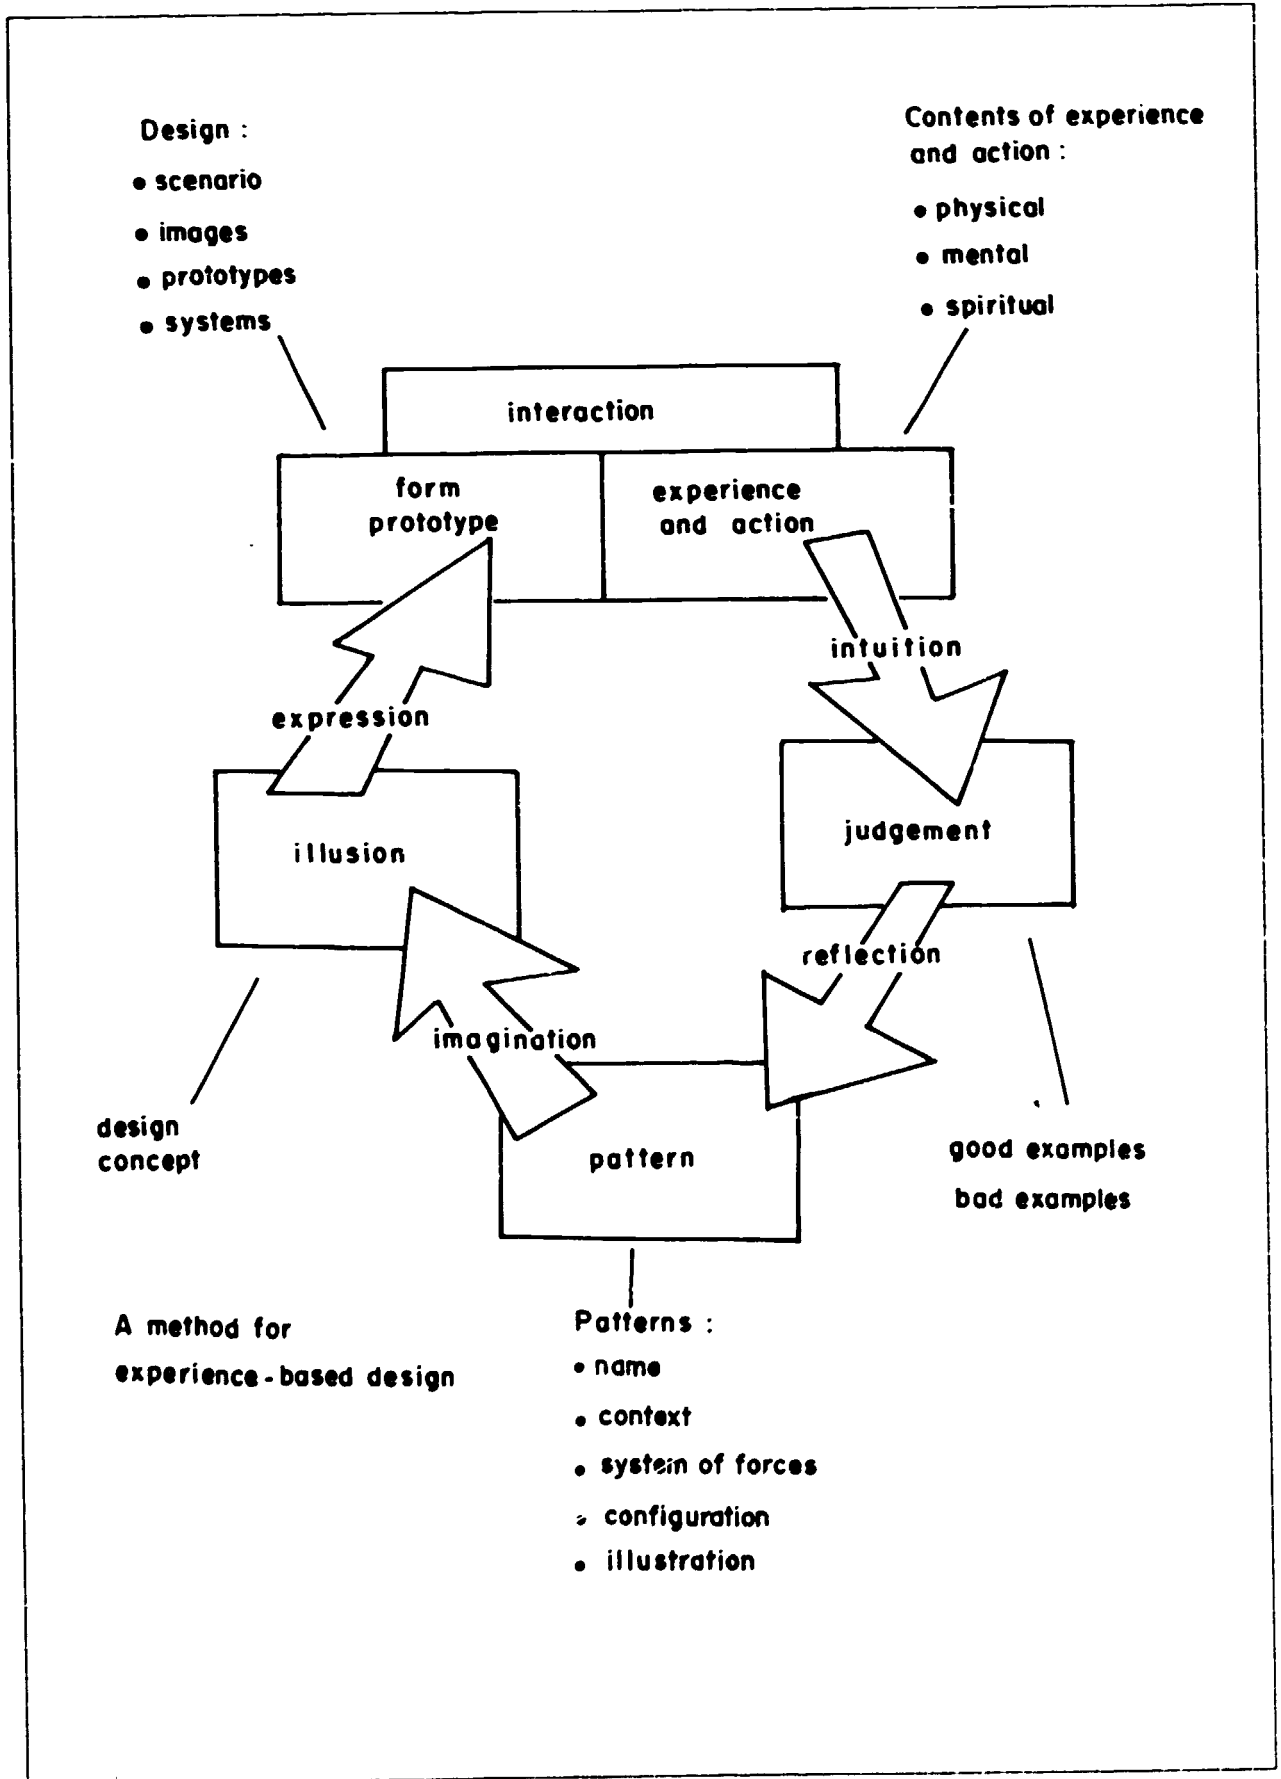 Design :
• scenario
• images
• prototypes
• systems
Contents of experience
and action :
• physical
• mental
• spiritual
interaction
form
prototype
experience
and action
intuition
expression
judgement
illusion
reflection
imagination
pattern
design
concept
good examples
bad examples
A method for
experience-based design
Patterns :
• name
• context
• system of forces
• configuration
• illustration